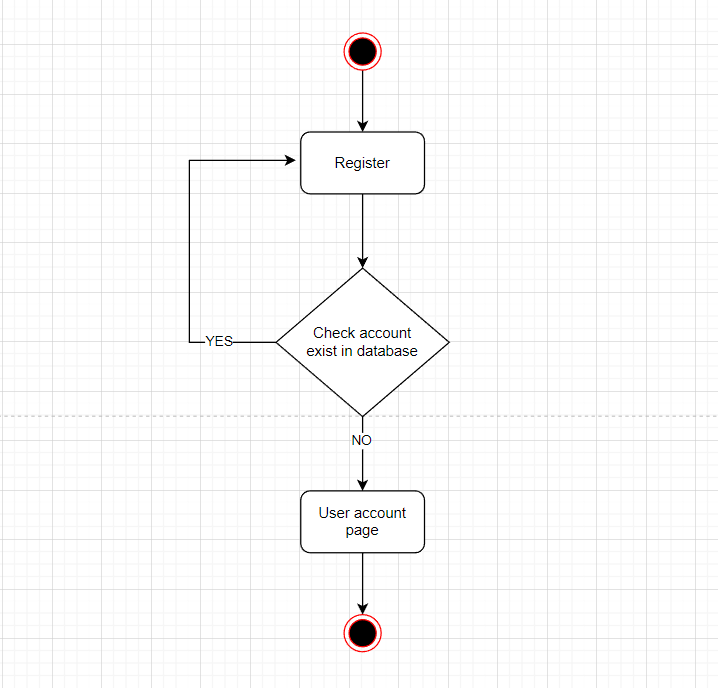 Register
Check account
exist in database
YES
NO
User account
page